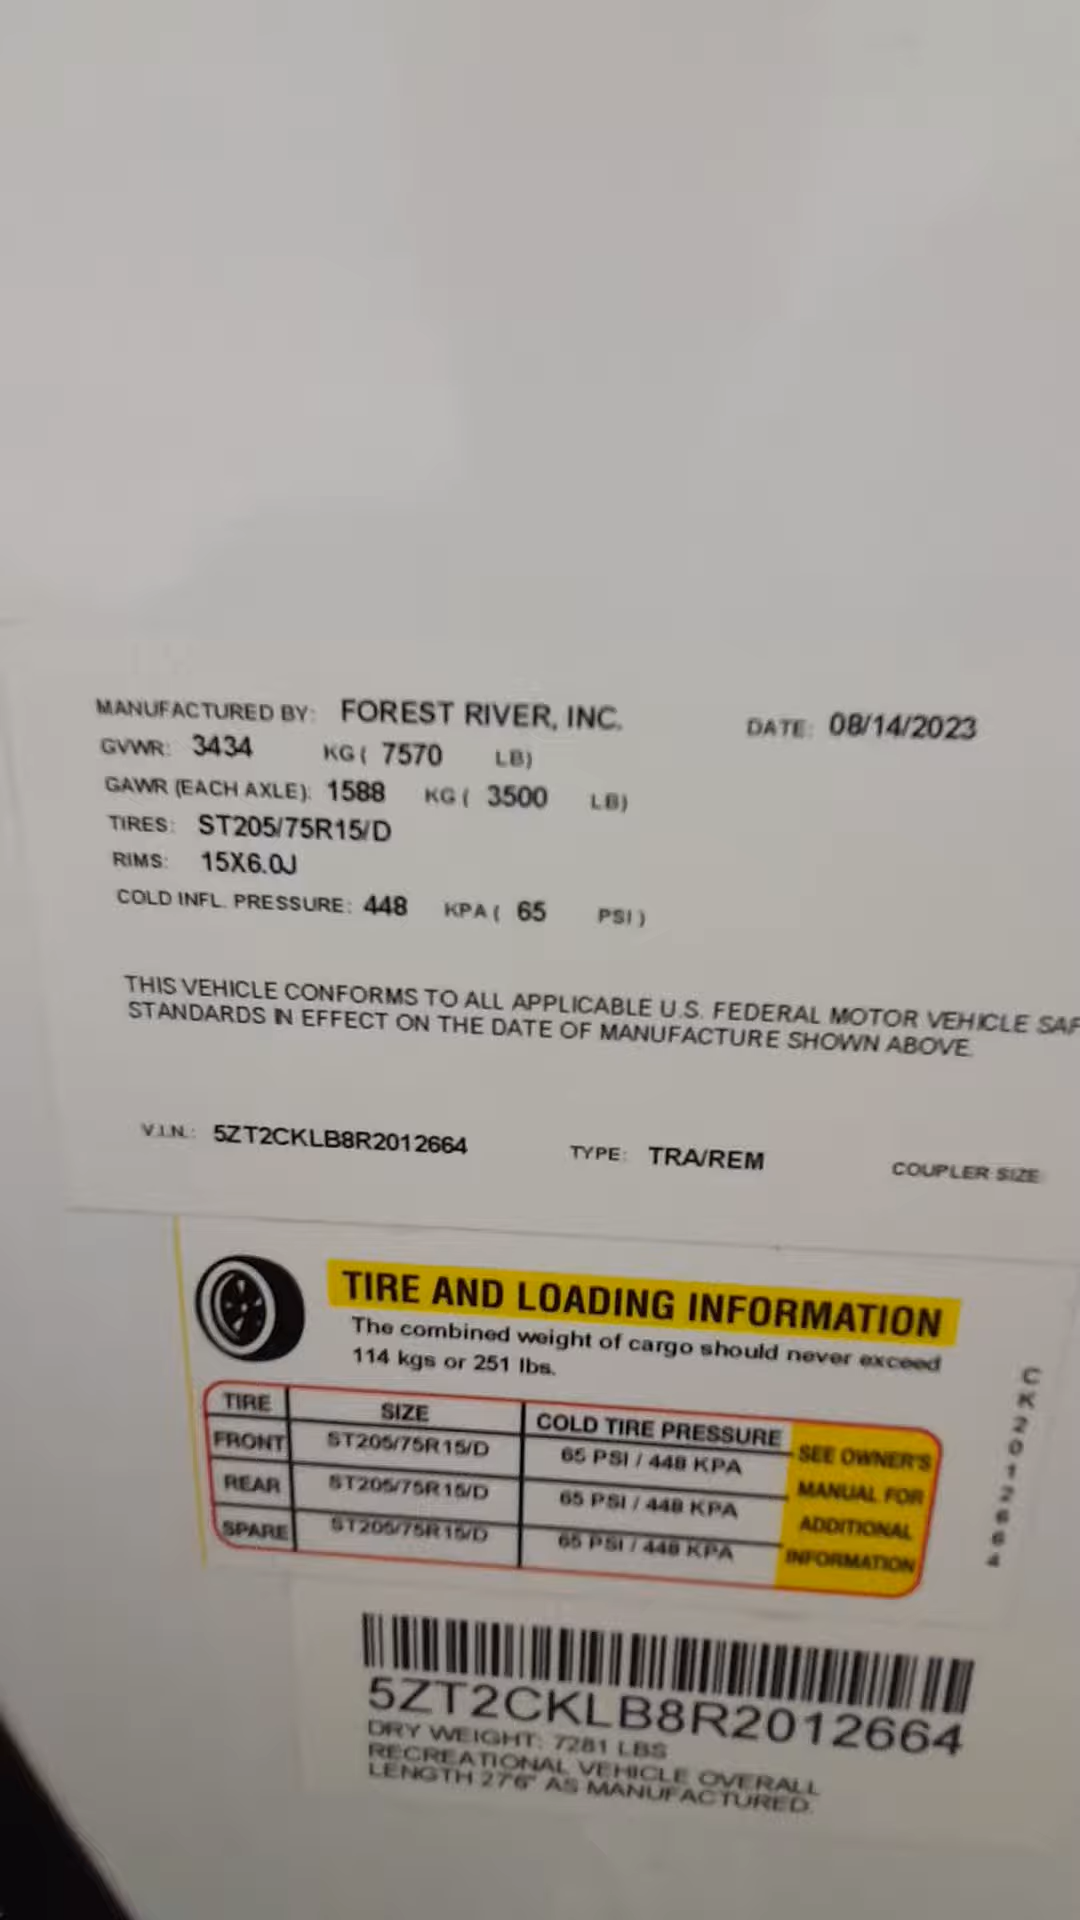 MANUFACTURED BY: FOREST RIVER, INC. DATE: 08/14/2023
GVWR: 3434 KG ( 7570 LB)
GAWR (EACH AXLE): 1588 KG ( 3500 LB)
TIRES: ST205/75R15/D
RIMS: 15X6.0J
COLD INFL. PRESSURE: 448 KPA ( 65 PSI )
THIS VEHICLE CONFORMS TO ALL APPLICABLE U.S. FEDERAL MOTOR VEHICLE SAF
STANDARDS IN EFFECT ON THE DATE OF MANUFACTURE SHOWN ABOVE.
V.I.N.: 5ZT2CKLB8R2012664 TYPE: TRA/REM COUPLER SIZE:
TIRE AND LOADING INFORMATION
The combined weight of cargo should never exceed
114 kgs or 251 lbs.
TIRE SIZE COLD TIRE PRESSURE
FRONT ST205/75R15/D 65 PSI / 448 KPA
REAR ST205/75R15/D 65 PSI / 448 KPA
SPARE ST205/75R15/D 65 PSI / 448 KPA
SEE OWNER'S
MANUAL FOR
ADDITIONAL
INFORMATION
CK2012664
5ZT2CKLB8R2012664
DRY WEIGHT: 7281 LBS
RECREATIONAL VEHICLE OVERALL
LENGTH 27'6" AS MANUFACTURED.